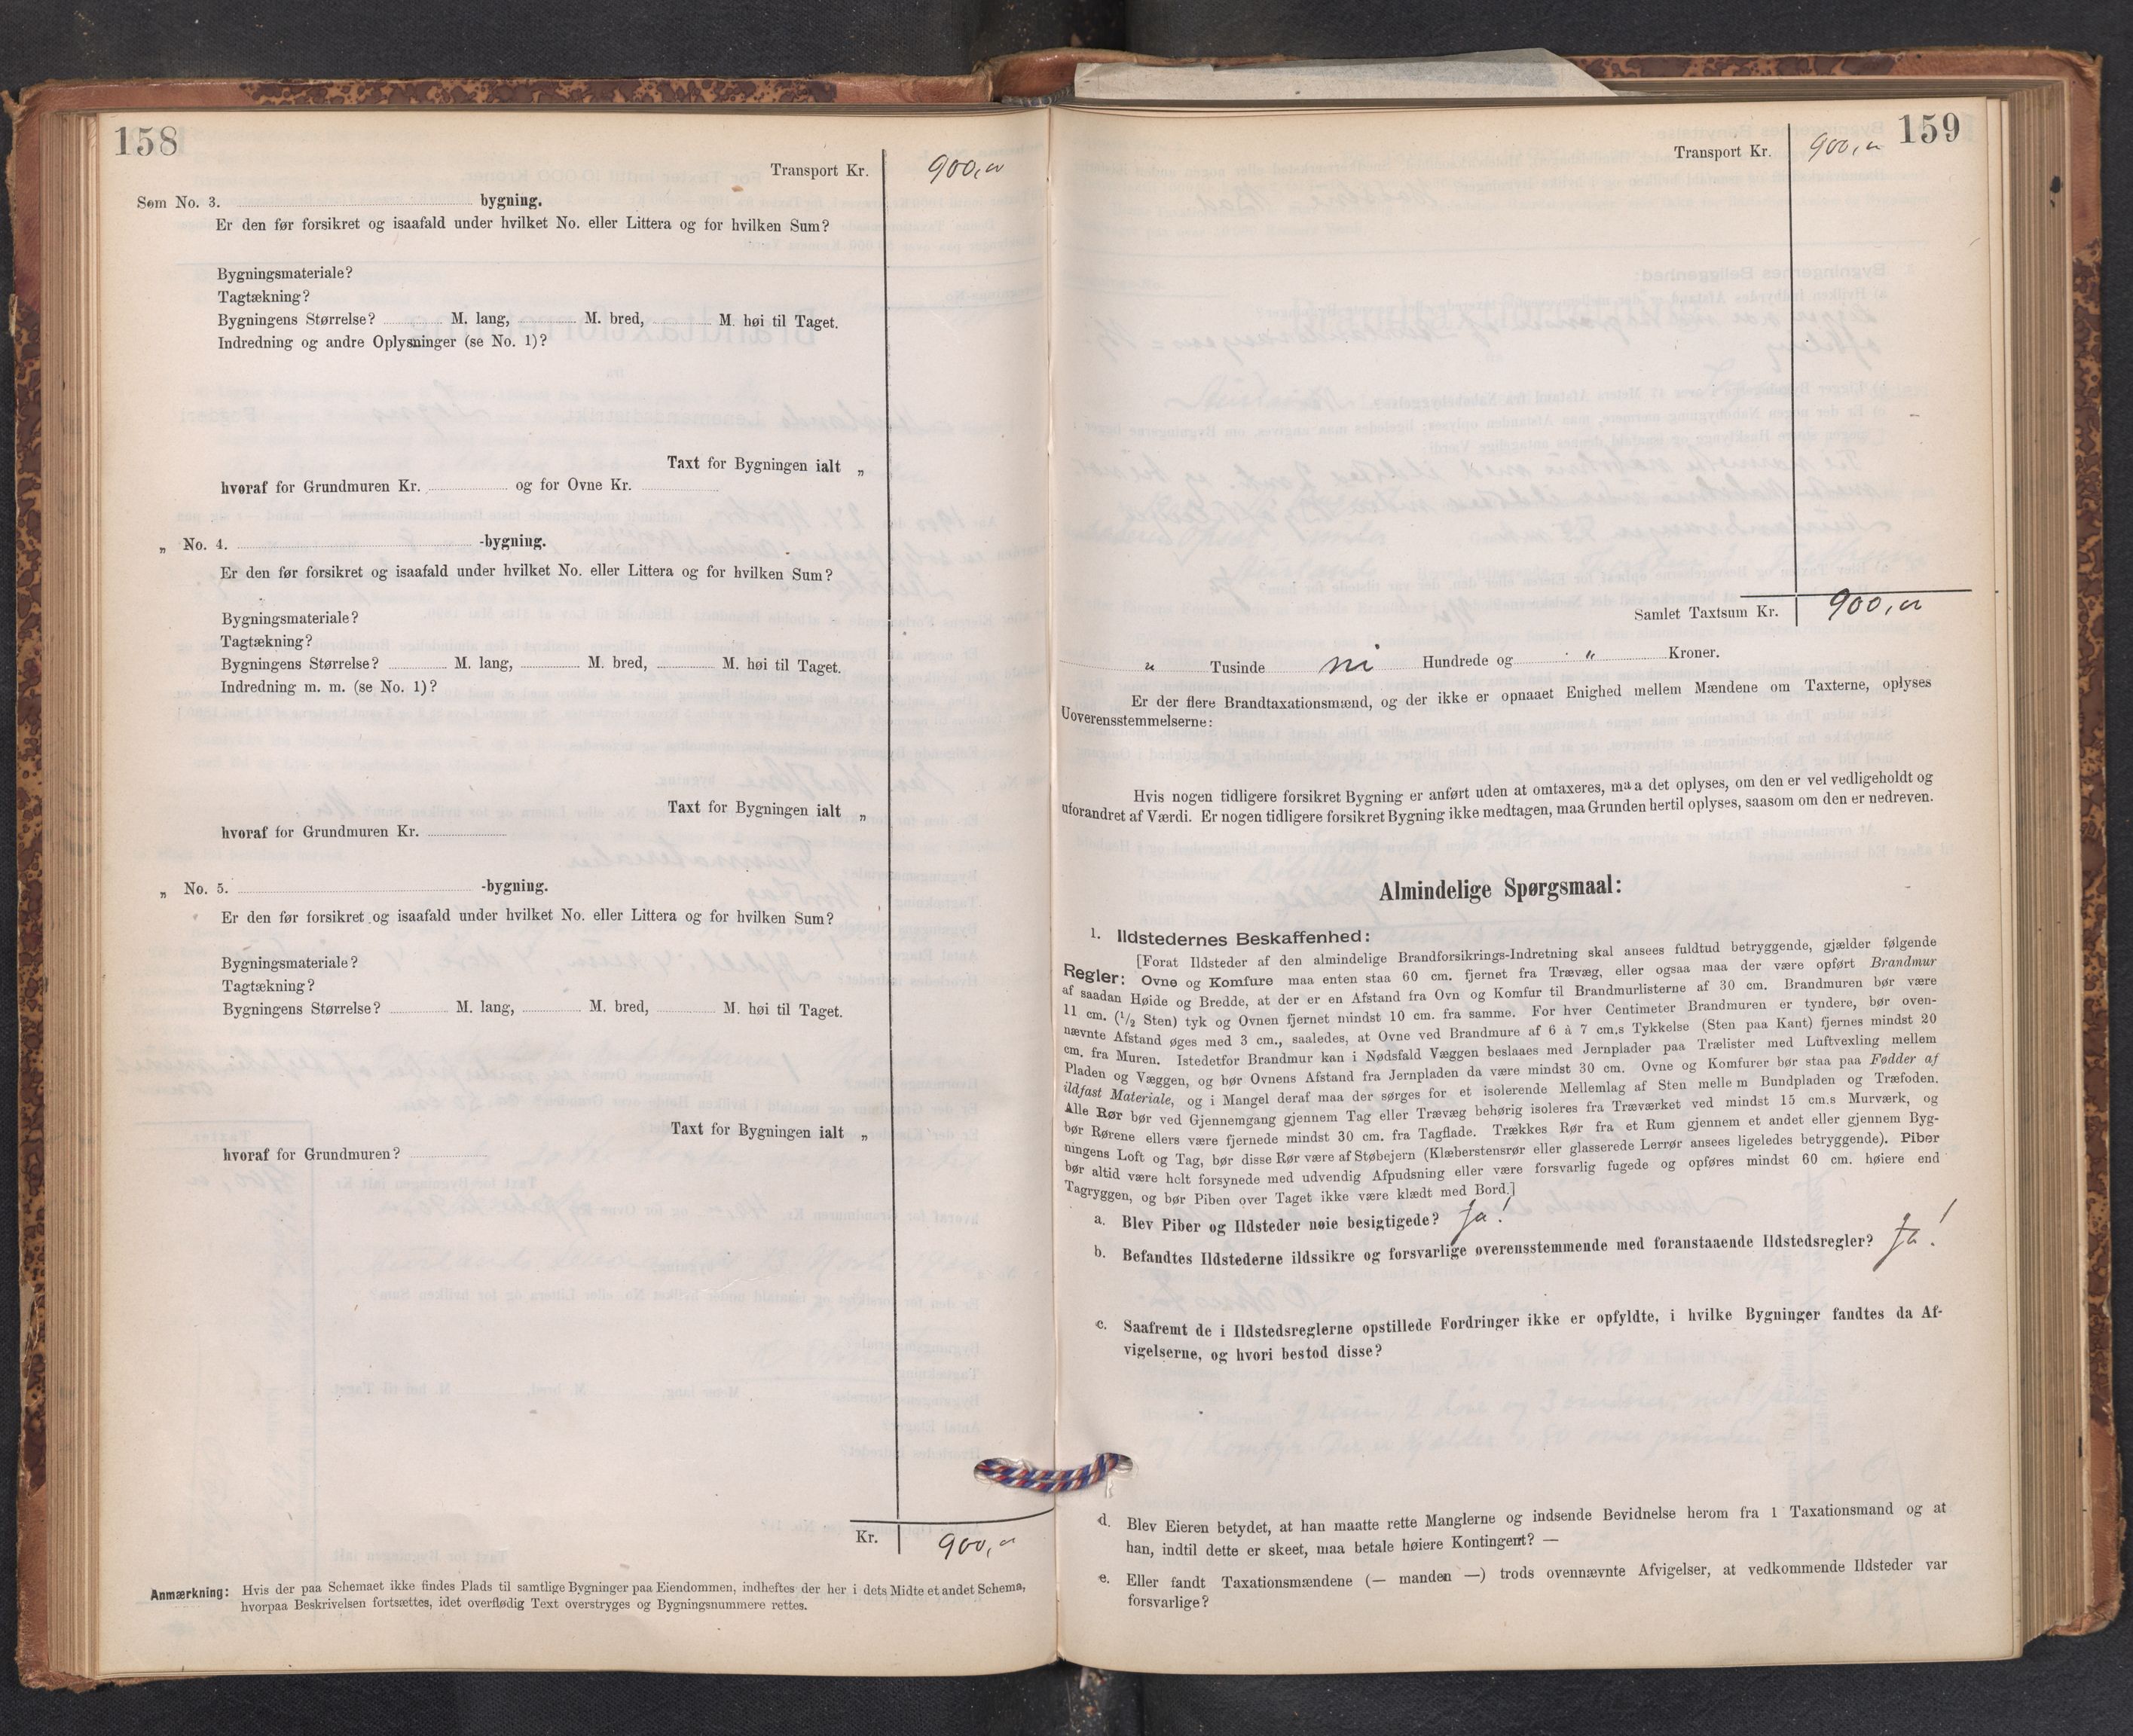 158
Transport Kr. 900,
Som No. 3. bygning.
Er den før forsikret og isaafald under hvilket No. eller Littera og for hvilken Sum?
Bygningsmateriale?
Tagtækning?
Bygningens Størrelse? M. lang, M. bred, M. høi til Taget.
Indredning og andre Oplysninger (se No. 1)?
Taxt for Bygningen ialt „
hvoraf for Grundmuren Kr. og for Ovne Kr.
„ No. 4. -bygning.
Er den før forsikret og isaafald under hvilket No. eller Littera og for hvilken Sum?
Bygningsmateriale?
Tagtækning?
Bygningens Størrelse? M. lang, M. bred, M. høi til Taget.
Indredning m. m. (se No. 1)?
Taxt for Bygningen ialt „
hvoraf for Grundmuren Kr.
„ No. 5. -bygning.
Er den før forsikret og isaafald under hvilket No. eller Littera og for hvilken Sum?
Bygningsmateriale?
Tagtækning?
Bygningens Størrelse? M. lang, M. bred, M. høi til Taget.
Taxt for Bygningen ialt „
hvoraf for Grundmuren?
Kr. 900,
Anmærkning: Hvis der paa Schemaet ikke findes Plads til samtlige Bygninger paa Eiendommen, indheftes der her i dets Midte et andet Schema,
hvorpaa Beskrivelsen fortsættes, idet overflødig Text overstryges og Bygningsnummere rettes.
159
Transport Kr. 900,
Samlet Taxtsum Kr. 900,
" Tusinde ni Hundrede og " Kroner.
Er der flere Brandtaxationsmænd, og der ikke er opnaaet Enighed mellem Mændene om Taxterne, oplyses
Uoverensstemmelserne:
Hvis nogen tidligere forsikret Bygning er anført uden at omtaxeres, maa det oplyses, om den er vel vedligeholdt og
uforandret af Værdi. Er nogen tidligere forsikret Bygning ikke medtagen, maa Grunden hertil oplyses, saasom om den er nedreven.
Almindelige Spørgsmaal:
1. Ildstedernes Beskaffenhed:
[Forat Ildsteder af den almindelige Brandforsikrings-Indretning skal ansees fuldtud betryggende, gjælder følgende
Regler: Ovne og Komfure maa enten staa 60 cm. fjernet fra Trævæg, eller ogsaa maa der være opført Brandmur
af saadan Høide og Bredde, at der er en Afstand fra Ovn og Komfur til Brandmurlisterne af 30 cm. Brandmuren bør være
11 cm. (1/2 Sten) tyk og Ovnen fjernet mindst 10 cm. fra samme. For hver Centimeter Brandmuren er tyndere, bør oven-
nævnte Afstand øges med 3 cm., saaledes, at Ovne ved Brandmure af 6 à 7 cm.s Tykkelse (Sten paa Kant) fjernes mindst 20
cm. fra Muren. Istedetfor Brandmur kan i Nødsfald Væggen beslaaes med Jernplader paa Trælister med Luftvexling mellem
Pladen og Væggen, og bør Ovnens Afstand fra Jernpladen da være mindst 30 cm. Ovne og Komfurer bør staa paa Fødder af
ildfast Materiale, og i Mangel deraf maa der sørges for et isolerende Mellemlag af Sten mellem Bundpladen og Træfoden.
Alle Rør bør ved Gjennemgang gjennem Tag eller Trævæg behørig isoleres fra Træværket ved mindst 15 cm.s Murværk, og
bør Rørene ellers være fjernede mindst 30 cm. fra Tagflade. Trækkes Rør fra et Rum gjennem et andet eller gjennem Byg-
ningens Loft og Tag, bør disse Rør være af Støbejern (Klæberstensrør eller glasserede Lerrør ansees ligeledes betryggende). Piber
bør altid være helt forsynede med udvendig Afpudsning eller være forsvarlig fugede og opføres mindst 60 cm. høiere end
Tagryggen, og bør Piben over Taget ikke være klædt med Bord.]
a. Blev Piber og Ildsteder nøie besigtigede? Ja!
b. Befandtes Ildstederne ildssikre og forsvarlige overensstemmende med foranstaaende Ildstedsregler? Ja!
c. Saafremt de i Ildstedsreglerne opstillede Fordringer ikke er opfyldte, i hvilke Bygninger fandtes da Af-
vigelserne, og hvori bestod disse?
d. Blev Eieren betydet, at han maatte rette Manglerne og indsende Bevidnelse herom fra 1 Taxationsmand og at
han, indtil dette er skeet, maa betale høiere Kontingent? —
e. Eller fandt Taxationsmændene (— manden —) trods ovennævnte Afvigelser, at vedkommende Ildsteder var
forsvarlige?